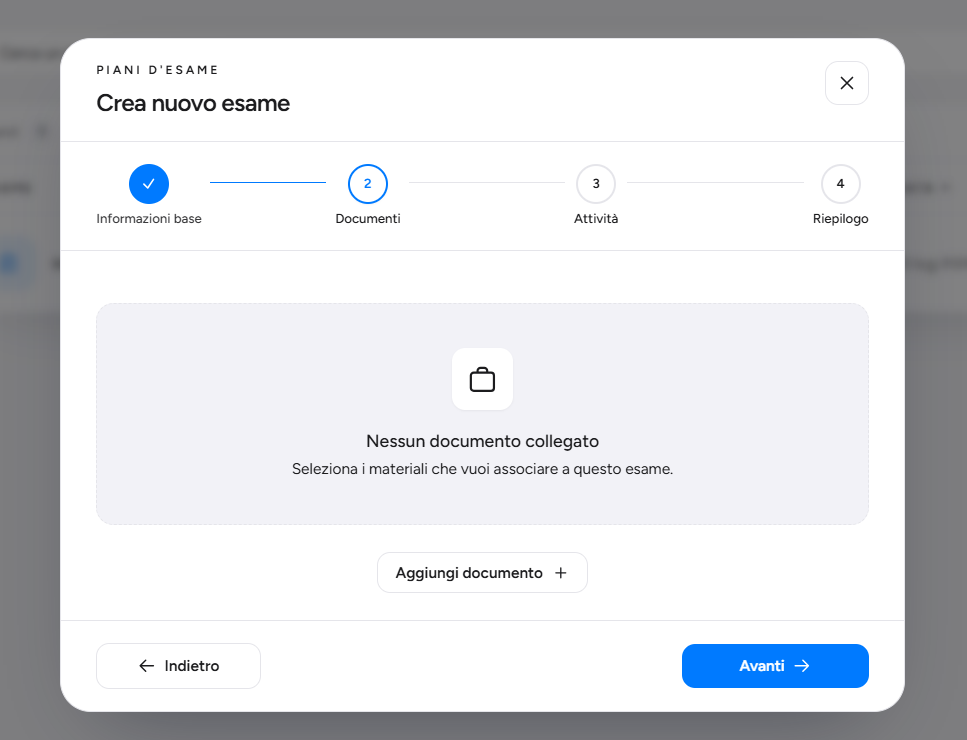 PIANI D'ESAME
Crea nuovo esame
2
3
4
Informazioni base
Documenti
Attività
Riepilogo
Nessun documento collegato
Seleziona i materiali che vuoi associare a questo esame.
Aggiungi documento
Indietro
Avanti